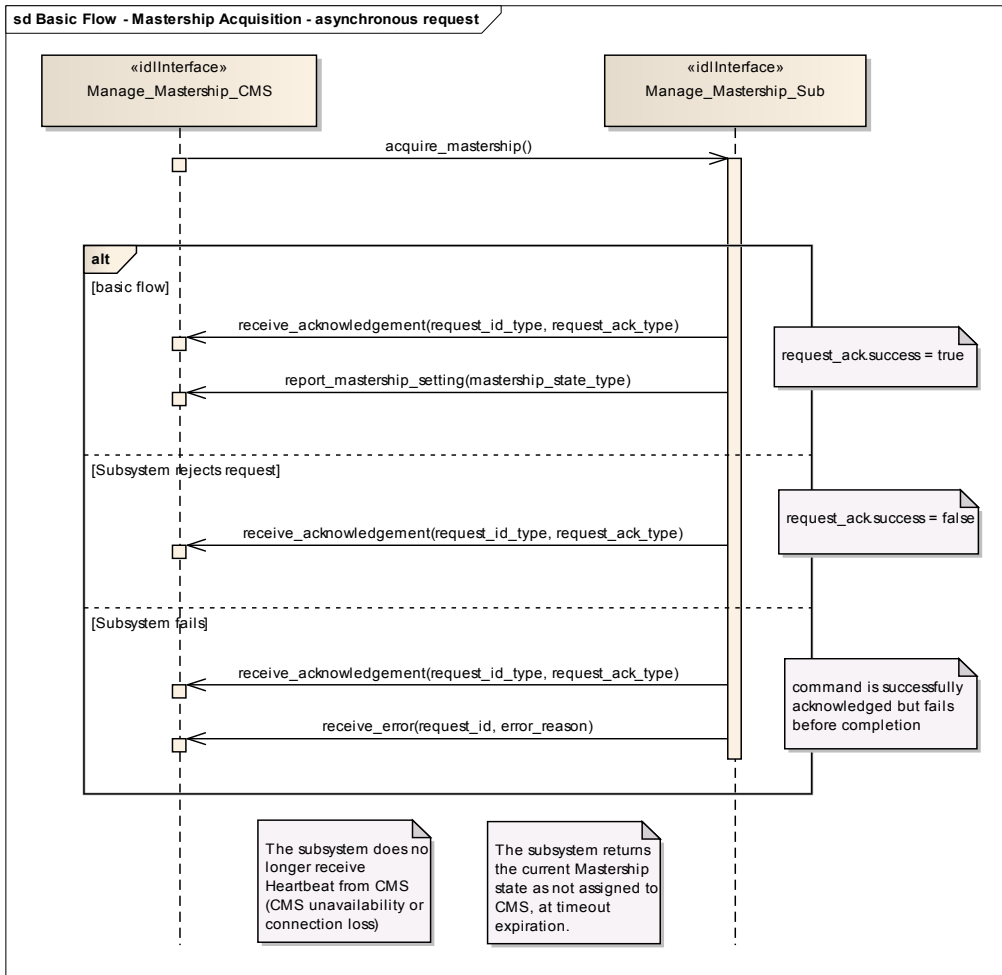 sd Basic Flow - Mastership Acquisition - asynchronous request
«idlInterface»
Manage_Mastership_CMS
«idlInterface»
Manage_Mastership_Sub
acquire_mastership()
alt
[basic flow]
receive_acknowledgement(request_id_type, request_ack_type)
request_ack.success = true
report_mastership_setting(mastership_state_type)
[Subsystem rejects request]
request_ack.success = false
receive_acknowledgement(request_id_type, request_ack_type)
[Subsystem fails]
receive_acknowledgement(request_id_type, request_ack_type)
command is successfully
acknowledged but fails
before completion
receive_error(request_id, error_reason)
The subsystem does no
longer receive
Heartbeat from CMS
(CMS unavailability or
connection loss)
The subsystem returns
the current Mastership
state as not assigned to
CMS, at timeout
expiration.